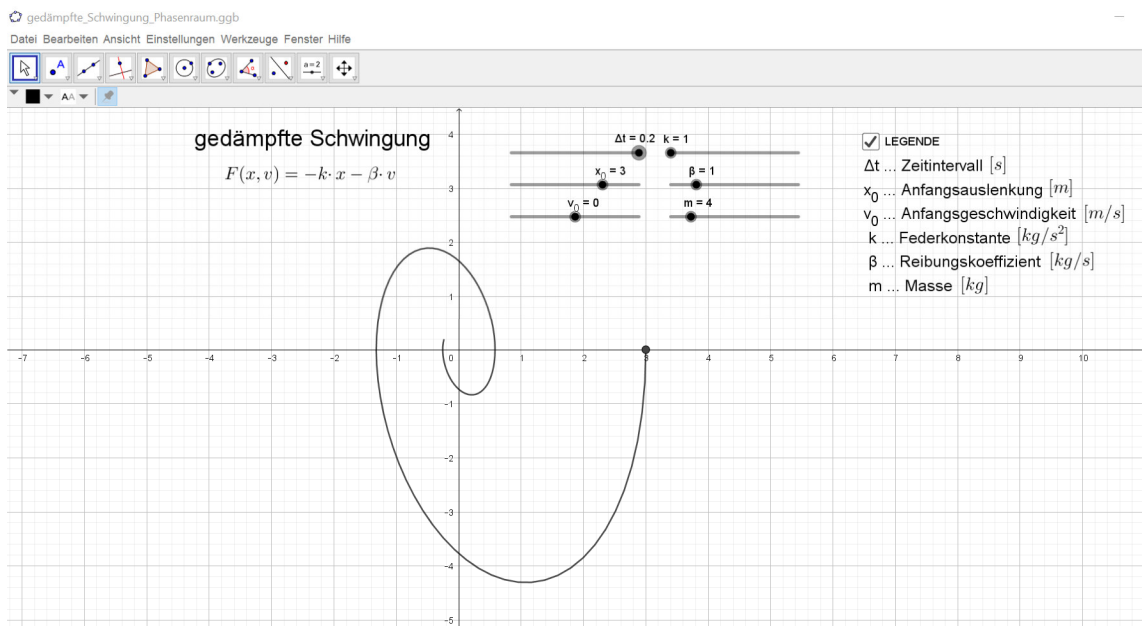 gedämpfte_Schwingung_Phasenraum.ggb
Datei Bearbeiten Ansicht Einstellungen Werkzeuge Fenster Hilfe
A
a=2
AA
gedämpfte Schwingung
F(x, v) = −k· x − β· v
Δt = 0.2 k = 1
x₀ = 3 β = 1
v₀ = 0 m = 4
LEGENDE
Δt ... Zeitintervall [s]
x₀ ... Anfangsauslenkung [m]
v₀ ... Anfangsgeschwindigkeit [m/s]
k ... Federkonstante [kg/s²]
β ... Reibungskoeffizient [kg/s]
m ... Masse [kg]
4
3
2
1
-7 -6 -5 -4 -3 -2 -1 0 1 2 3 4 5 6 7 8 9 10
-1
-2
-3
-4
-5